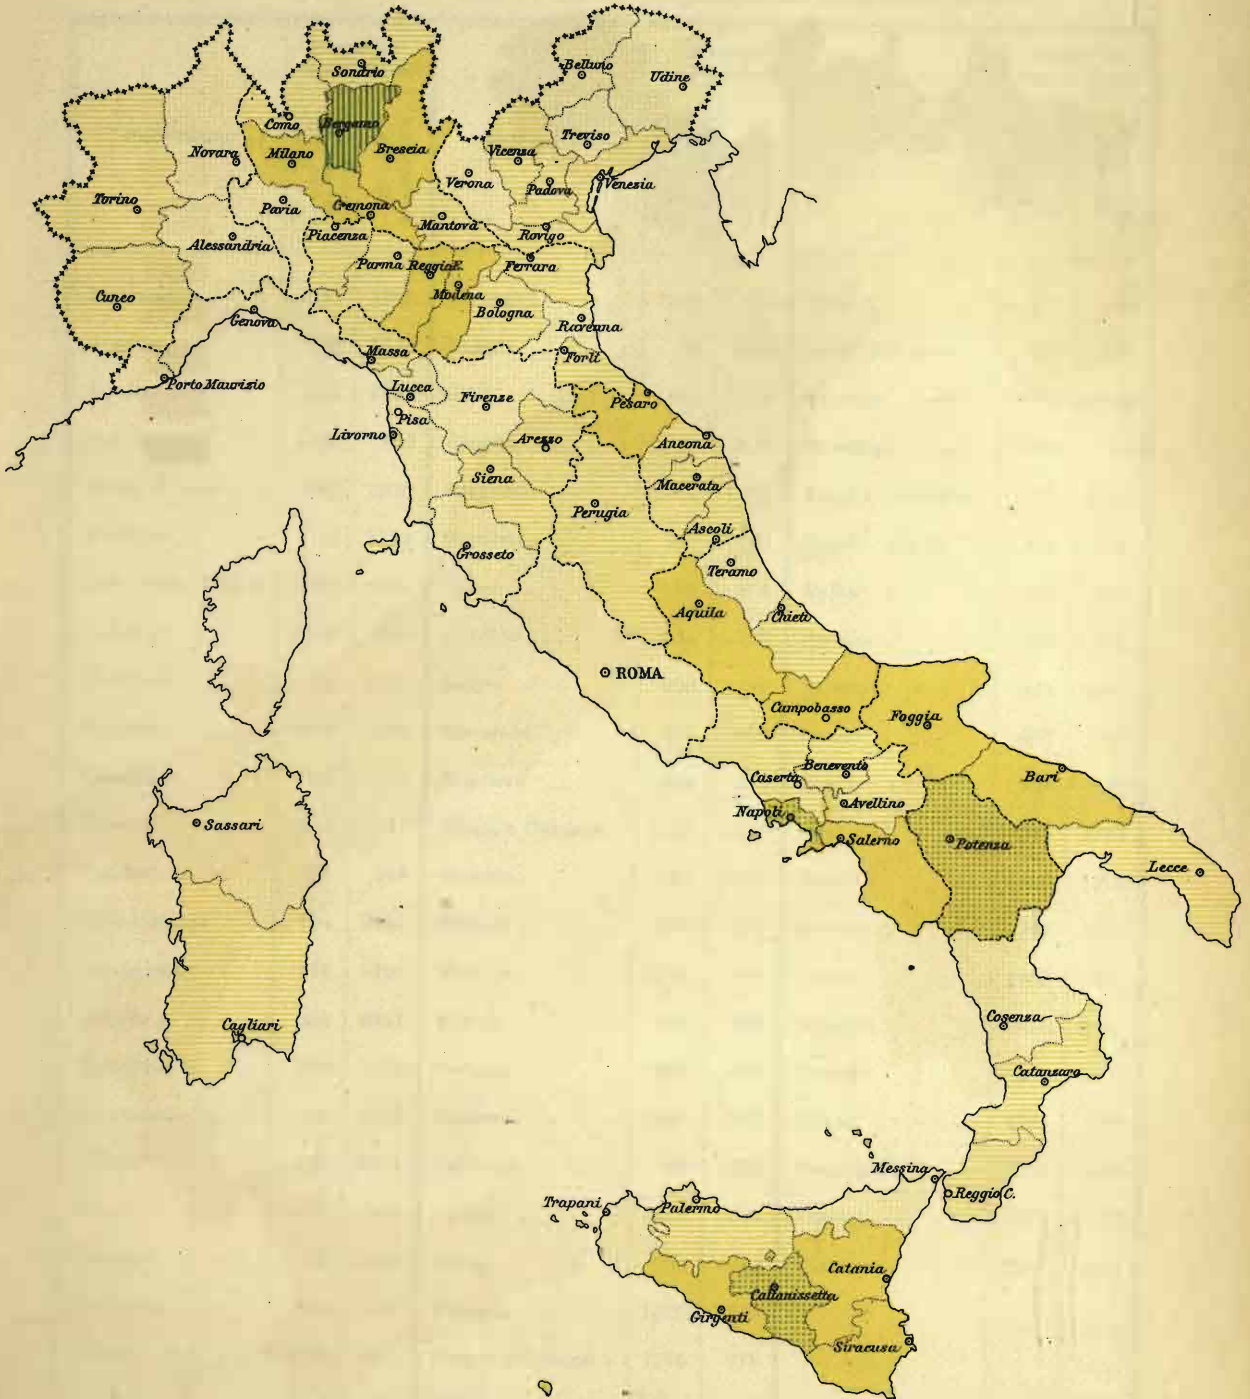 Sondrio
Belluno
Udine
Como
Bergamo
Treviso
Novara
Milano
Brescia
Vicenza
Verona
Padova
Venezia
Torino
Pavia
Cremona
Mantova
Alessandria
Piacenza
Rovigo
Parma
Reggio E.
Ferrara
Cuneo
Modena
Bologna
Genova
Ravenna
Massa
Forlì
Porto Maurizio
Lucca
Firenze
Pesaro
Pisa
Livorno
Arezzo
Ancona
Siena
Macerata
Perugia
Ascoli
Grosseto
Teramo
Aquila
Chieti
ROMA
Campobasso
Foggia
Benevento
Caserta
Bari
Avellino
Napoli
Sassari
Salerno
Potenza
Lecce
Cosenza
Cagliari
Catanzaro
Messina
Reggio C.
Trapani
Palermo
Catania
Caltanissetta
Girgenti
Siracusa